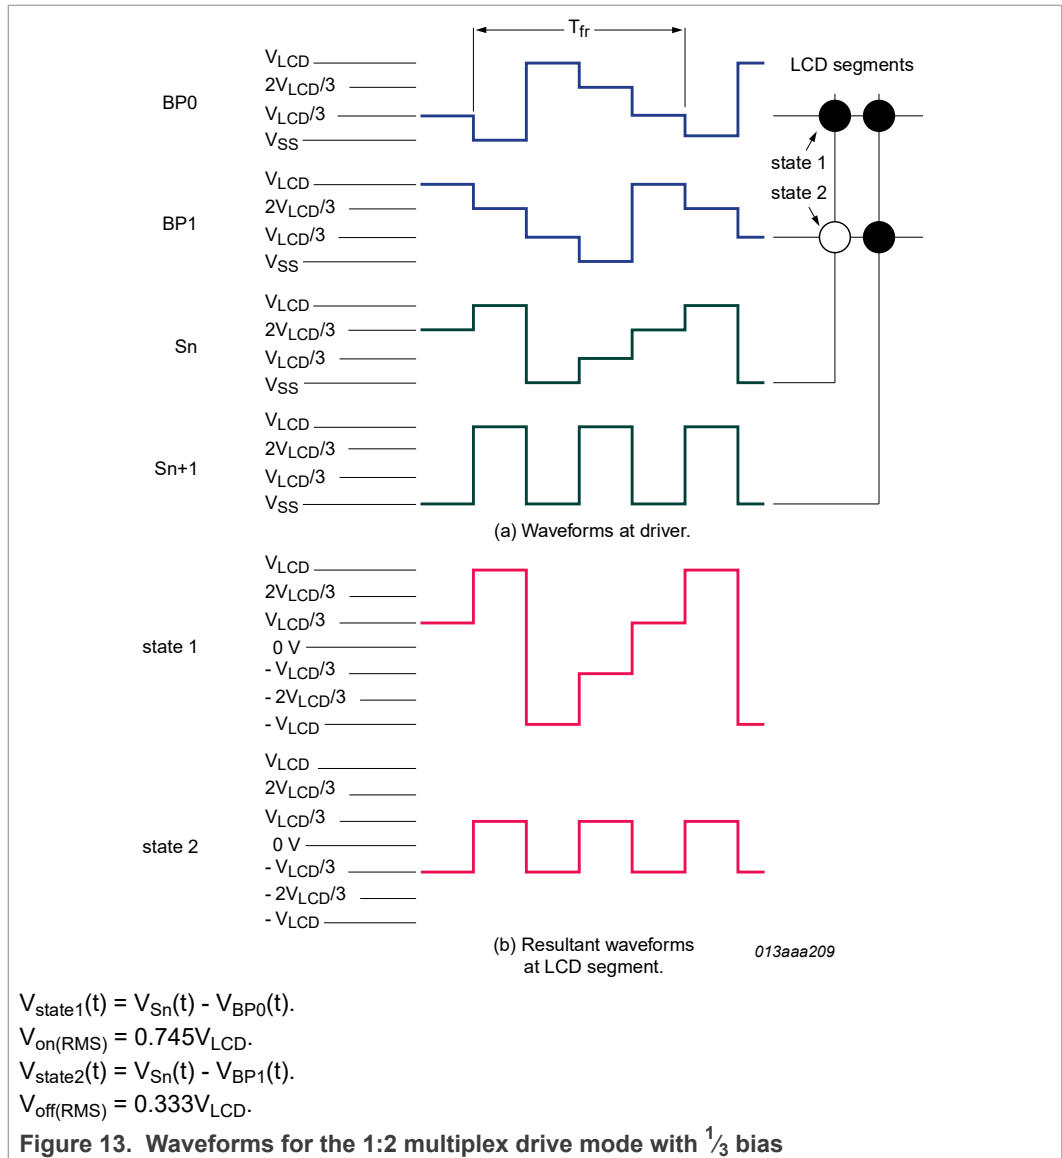 T_fr
BP0
V_LCD
2V_LCD/3
V_LCD/3
V_SS
LCD segments
state 1
state 2
BP1
V_LCD
2V_LCD/3
V_LCD/3
V_SS
Sn
V_LCD
2V_LCD/3
V_LCD/3
V_SS
Sn+1
V_LCD
2V_LCD/3
V_LCD/3
V_SS
(a) Waveforms at driver.
state 1
V_LCD
2V_LCD/3
V_LCD/3
0 V
- V_LCD/3
- 2V_LCD/3
- V_LCD
state 2
V_LCD
2V_LCD/3
V_LCD/3
0 V
- V_LCD/3
- 2V_LCD/3
- V_LCD
(b) Resultant waveforms
at LCD segment.
013aaa209
V_state1(t) = V_Sn(t) - V_BP0(t).
V_on(RMS) = 0.745V_LCD.
V_state2(t) = V_Sn(t) - V_BP1(t).
V_off(RMS) = 0.333V_LCD.
Figure 13. Waveforms for the 1:2 multiplex drive mode with 1⁄3 bias